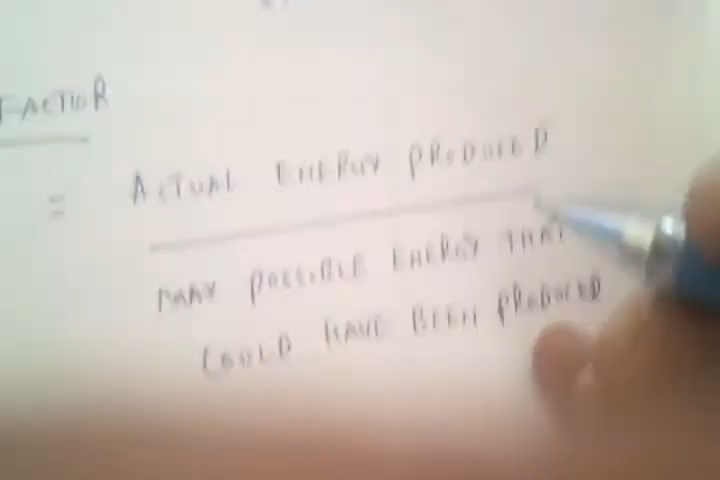 FACTOR
= ACTUAL ENERGY PRODUCED
MAX POSSIBLE ENERGY THAT
COULD HAVE BEEN PRODUCED